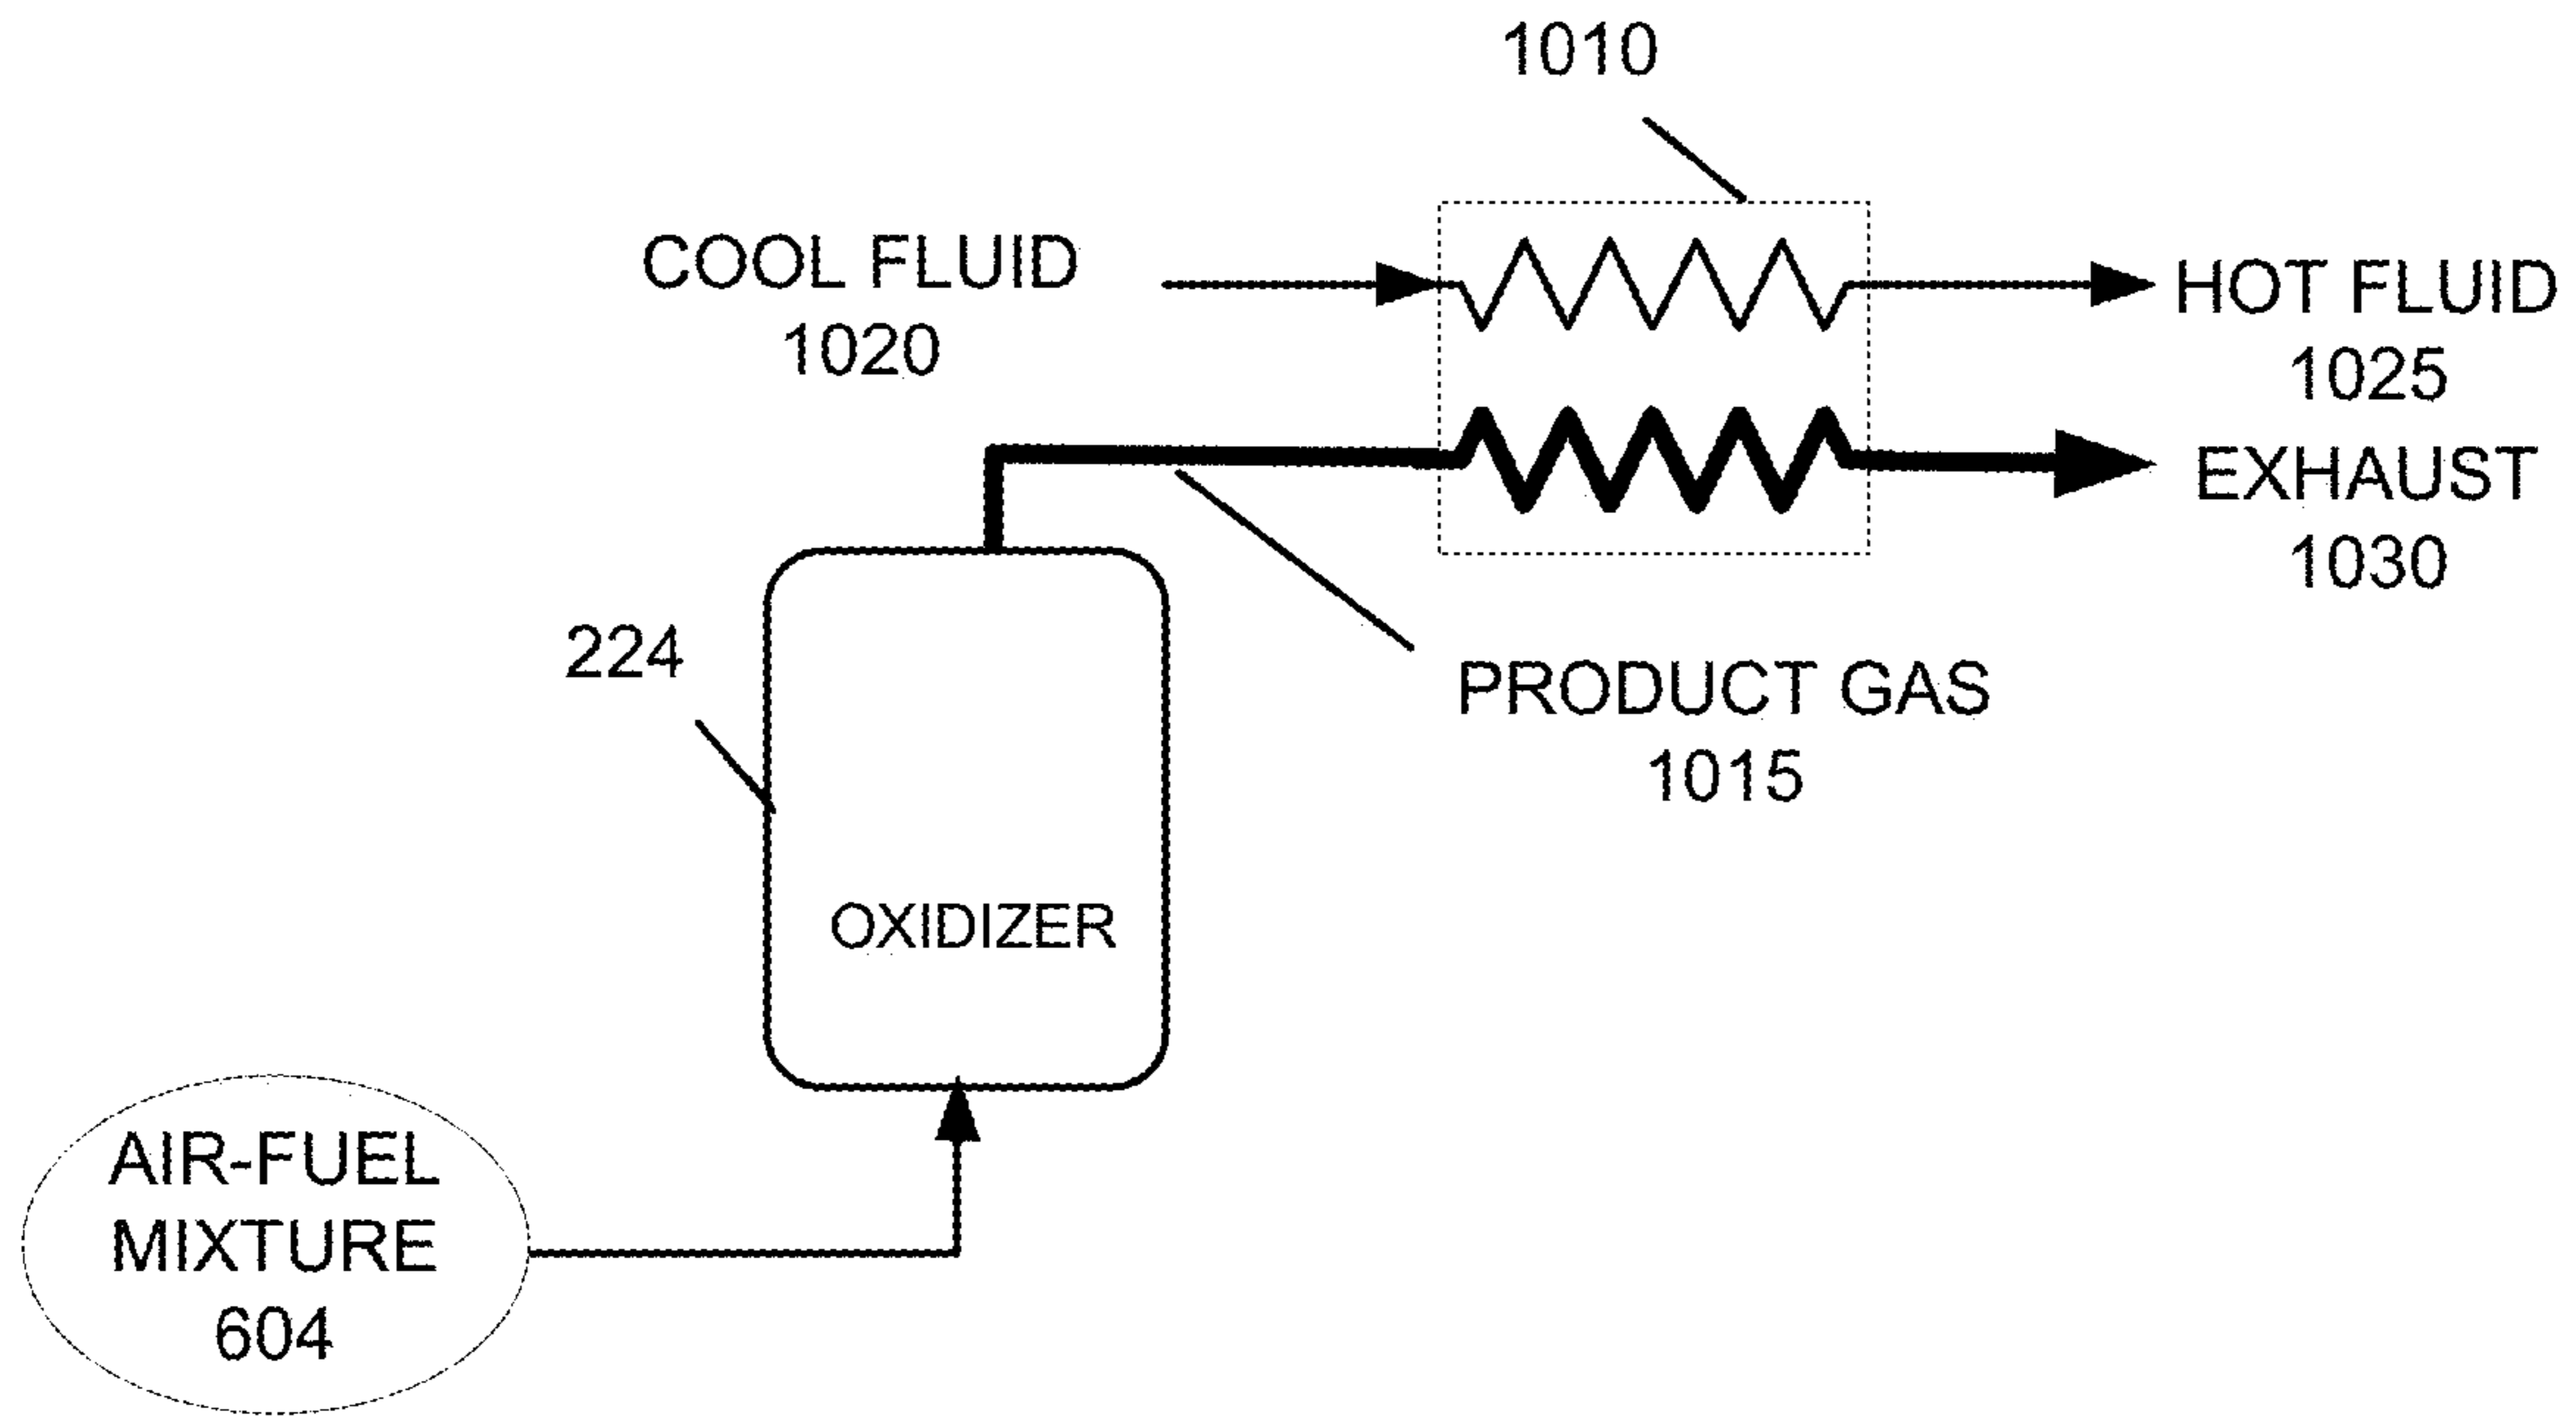 1010
COOL FLUID
1020
HOT FLUID
1025
EXHAUST
1030
224
PRODUCT GAS
1015
OXIDIZER
AIR-FUEL
MIXTURE
604